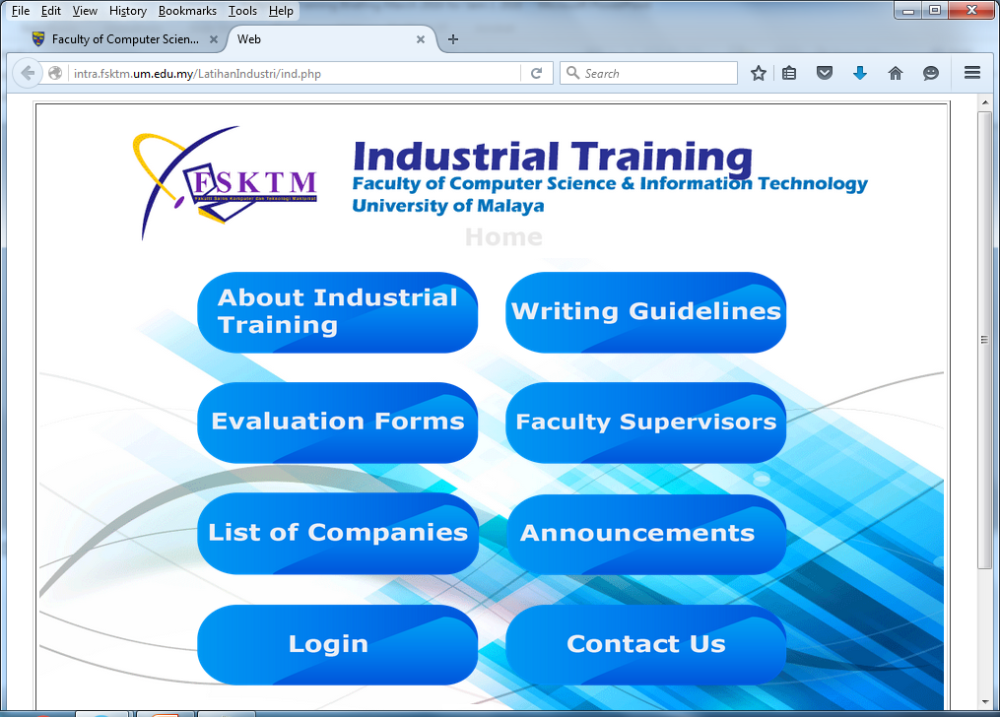 File Edit View History Bookmarks Tools Help
Faculty of Computer Scien... Web
intra.fsktm.um.edu.my/LatihanIndustri/ind.php Search
FSKTM
Fakulti Sains Komputer Dan Teknologi Maklumat
Industrial Training
Faculty of Computer Science & Information Technology
University of Malaya
Home
About Industrial
Training
Writing Guidelines
Evaluation Forms
Faculty Supervisors
List of Companies
Announcements
Login
Contact Us